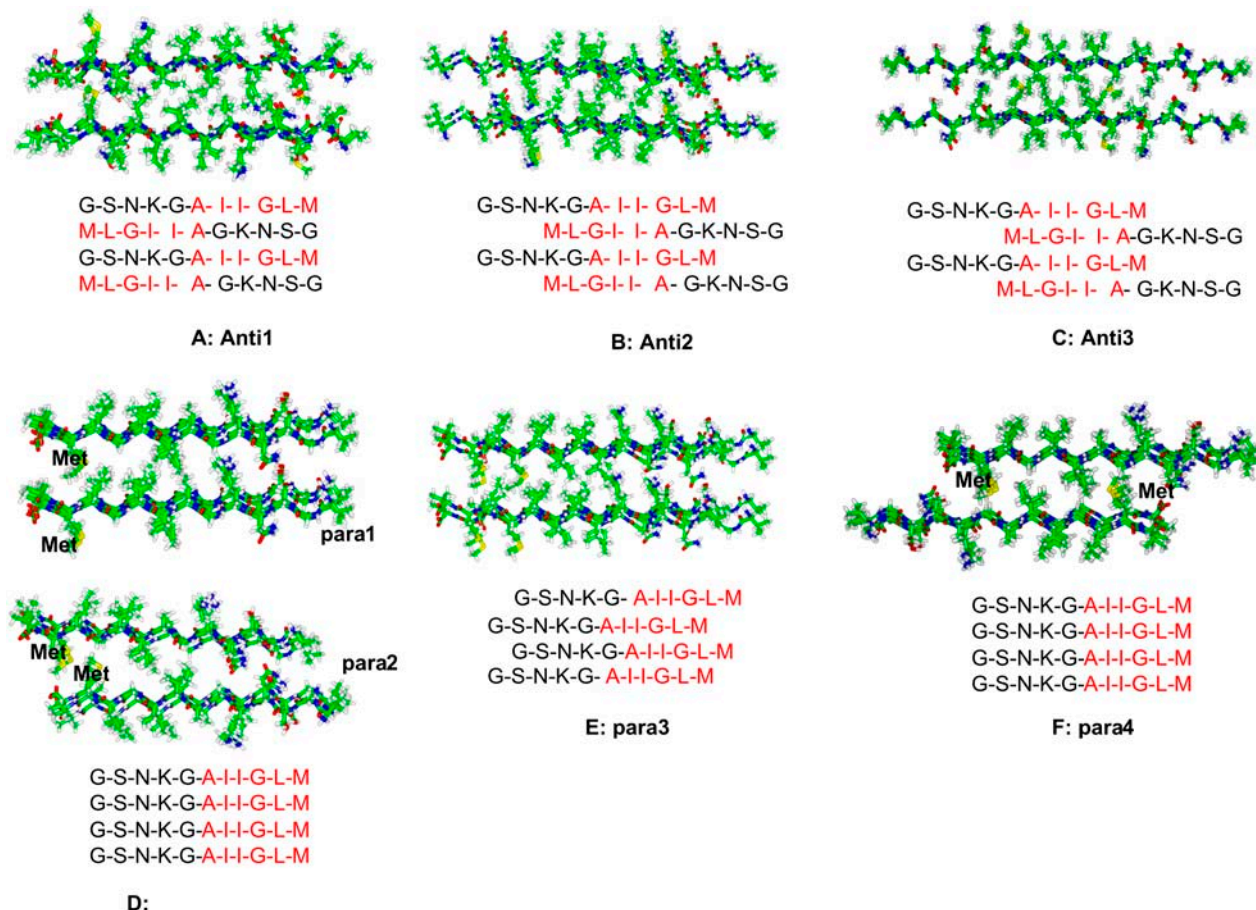 G-S-N-K-G-A- I- I- G-L-M
M-L-G-I- I- A-G-K-N-S-G
G-S-N-K-G-A- I- I- G-L-M
M-L-G-I- I- A- G-K-N-S-G
A: Anti1
G-S-N-K-G-A- I- I- G-L-M
M-L-G-I- I- A-G-K-N-S-G
G-S-N-K-G-A- I- I- G-L-M
M-L-G-I- I- A- G-K-N-S-G
B: Anti2
G-S-N-K-G-A- I- I- G-L-M
M-L-G-I- I- A-G-K-N-S-G
G-S-N-K-G-A- I- I- G-L-M
M-L-G-I- I- A- G-K-N-S-G
C: Anti3
Met
Met
para1
Met
Met
para2
G-S-N-K-G-A-I-I-G-L-M
G-S-N-K-G-A-I-I-G-L-M
G-S-N-K-G-A-I-I-G-L-M
G-S-N-K-G-A-I-I-G-L-M
D:
G-S-N-K-G- A-I-I-G-L-M
G-S-N-K-G-A-I-I-G-L-M
G-S-N-K-G-A-I-I-G-L-M
G-S-N-K-G- A-I-I-G-L-M
E: para3
Met
Met
G-S-N-K-G-A-I-I-G-L-M
G-S-N-K-G-A-I-I-G-L-M
G-S-N-K-G-A-I-I-G-L-M
G-S-N-K-G-A-I-I-G-L-M
F: para4